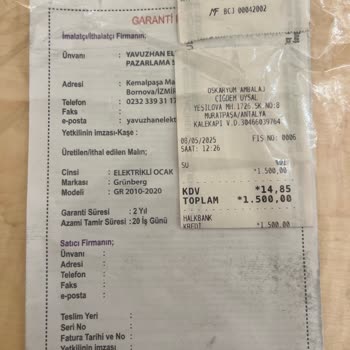 MF BCJ 00042002
GARANTİ
İmalatçı/İthalatçı Firmanın;
Ünvanı : YAVUZHAN EL
PAZARLAMA S
Adresi : Kemalpaşa Ma
Bornova/İZMİR
Telefon : 0232 339 31 1
Faks
e-posta : yavuzhanelekt
Yetkilinin imzası-Kaşe :
Üretilen/ithal edilen Malın;
Cinsi : ELEKTRİKLİ OCAK
Markası : Grünberg
Modeli : GR 2010-2020
Garanti Süresi : 2 Yıl
Azami Tamir Süresi : 20 İş Günü
Satıcı Firmanın;
Ünvanı :
Adresi :
Telefon :
Faks :
e-posta :
Teslim Yeri :
Seri No :
Fatura Tarihi ve No :
Yetkilinin imzası :
OSKARYUM AMBALAJ
ÇİĞDEM UYSAL
YEŞİLOVA MH.1726.SK.NO:8
MURATPAŞA/ANTALYA
KALEKAPI V.D.
08/05/2025 FİS NO: 0006
SAAT: 12:26
SU *1.500,00
KDV *14,85
TOPLAM *1.500,00
HALKBANK
KREDI *1.500,00